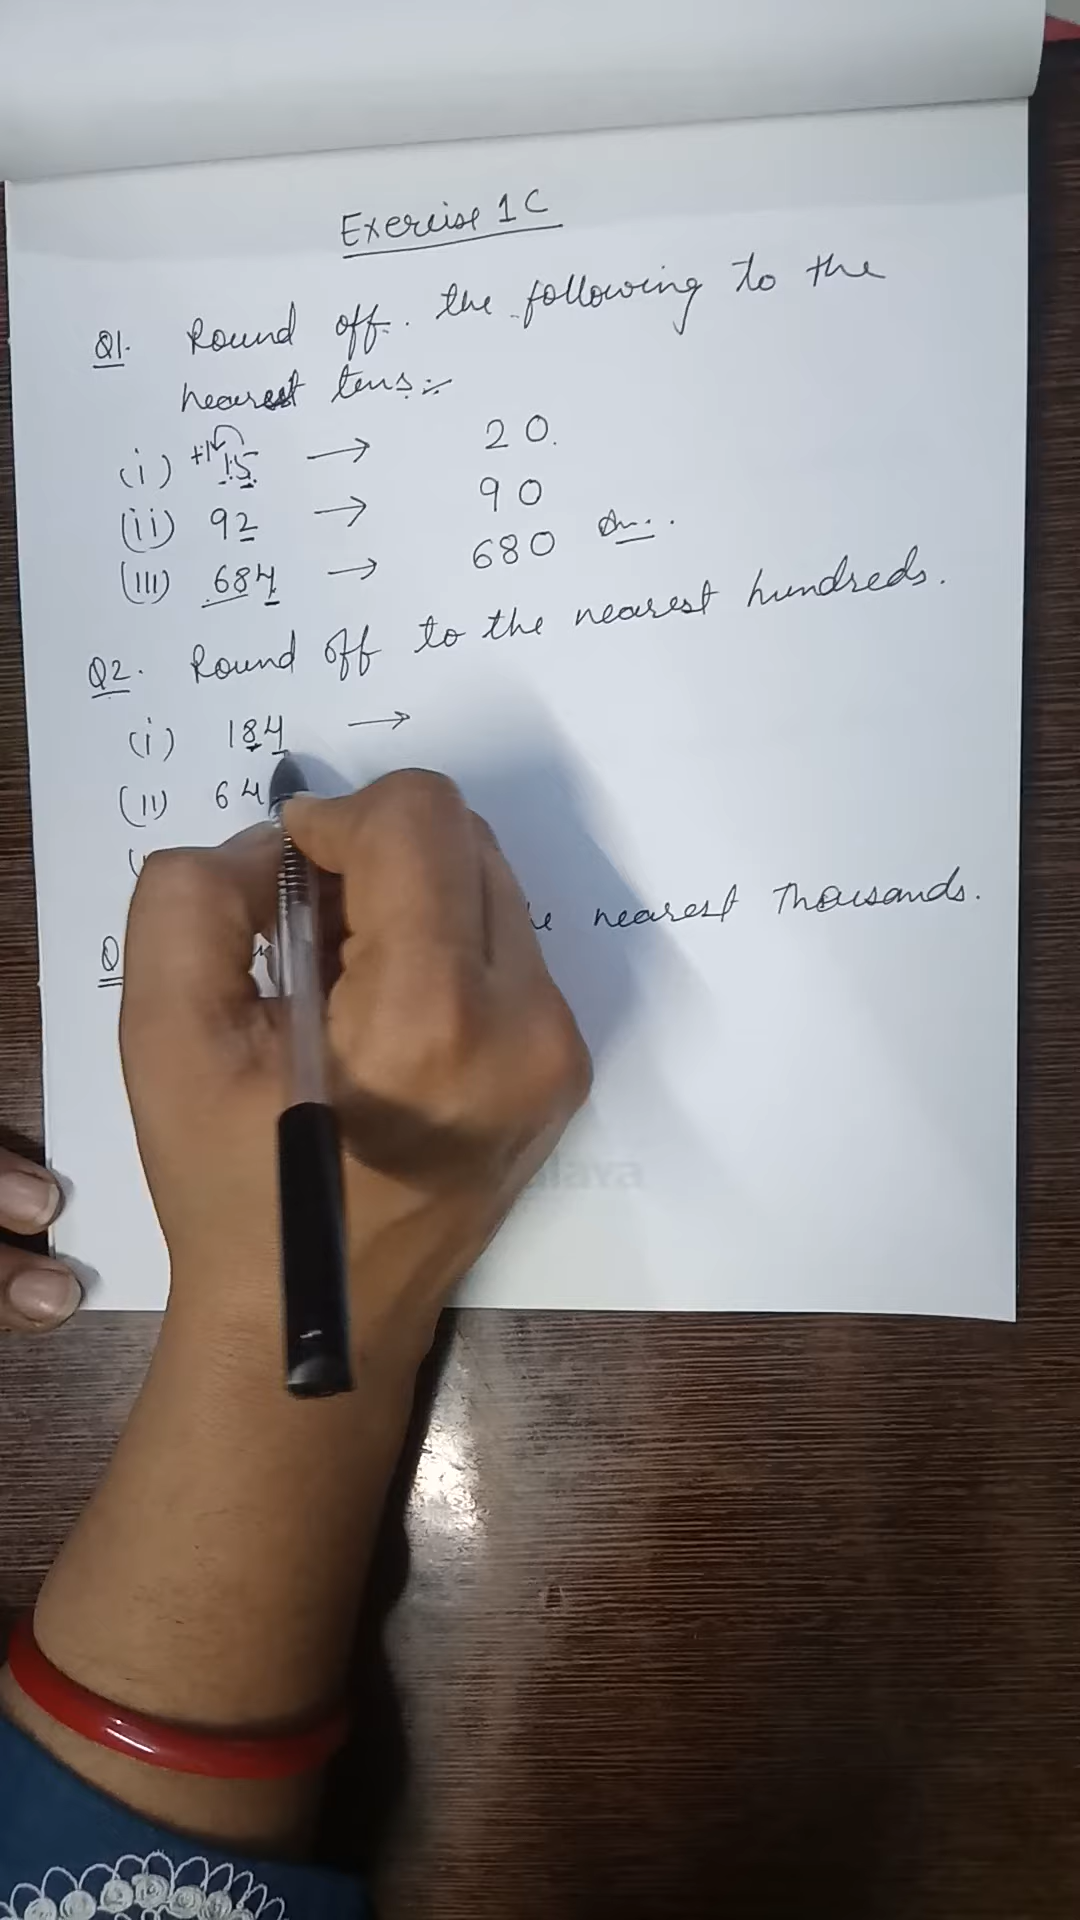 Exercise 1C
Q1. Round off the following to the
nearest tens :-
(i) +1 15 → 20.
(ii) 92 → 90
(III) 684 → 680 Ans.
Q2. Round off to the nearest hundreds.
(i) 184 →
(II) 64
nearest Thousands.